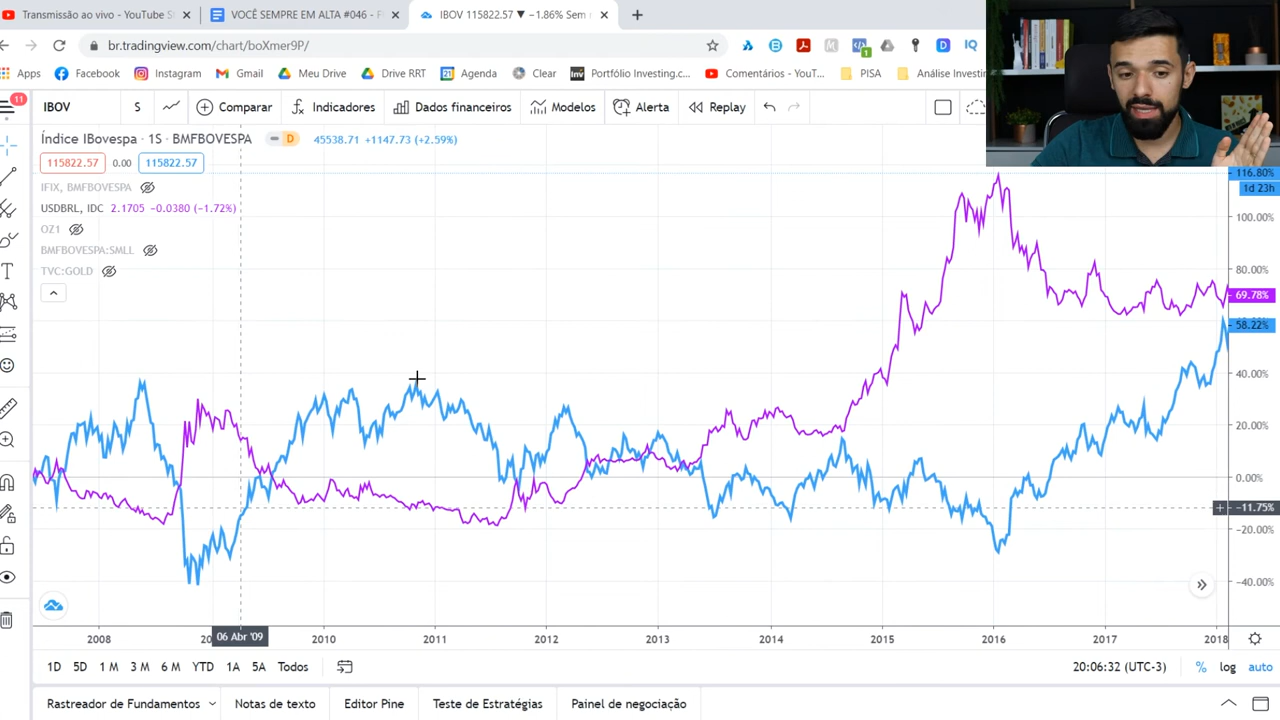 Transmissão ao vivo - YouTube S
VOCÊ SEMPRE EM ALTA #046 - F
IBOV 115822.57 ▼ −1.86% Sem
br.tradingview.com/chart/boXmer9P/
Apps
Facebook
Instagram
Gmail
Meu Drive
Drive RRT
Agenda
Clear
Portfólio Investing.c...
Comentários - YouT...
PISA
Análise Investin
11
IBOV
S
Comparar
Indicadores
Dados financeiros
Modelos
Alerta
Replay
Índice IBovespa · 1S · BMFBOVESPA
D
45538.71 +1147.73 (+2.59%)
115822.57 0.00 115822.57
IFIX, BMFBOVESPA
USDBRL, IDC 2.1705 −0.0380 (−1.72%)
OZ1
BMFBOVESPA:SMLL
TVC:GOLD
116.80%
1d 23h
100.00%
80.00%
69.78%
58.22%
40.00%
20.00%
0.00%
−11.75%
−20.00%
−40.00%
2008
06 Abr '09
2010
2011
2012
2013
2014
2015
2016
2017
2018
1D 5D 1 M 3 M 6 M YTD 1A 5A Todos
20:06:32 (UTC-3)
% log auto
Rastreador de Fundamentos
Notas de texto
Editor Pine
Teste de Estratégias
Painel de negociação